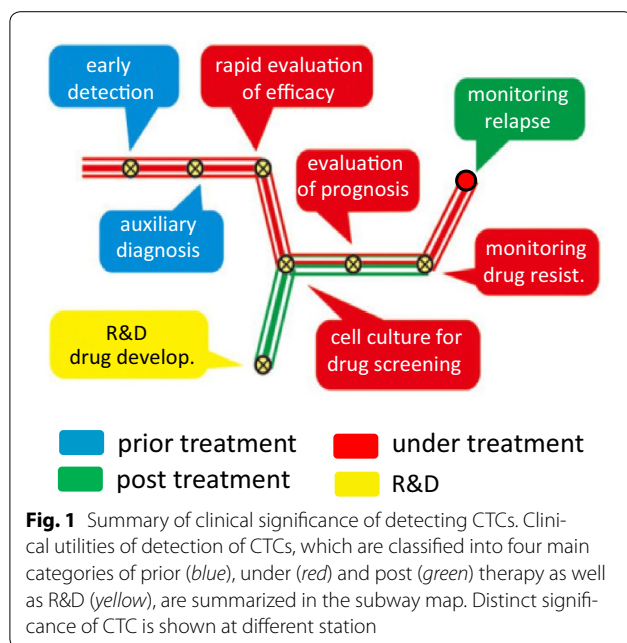 early
detection
rapid evaluation
of efficacy
monitoring
relapse
evaluation
of prognosis
auxiliary
diagnosis
monitoring
drug resist.
R&D
drug develop.
cell culture for
drug screening
prior treatment
under treatment
post treatment
R&D
Fig. 1 Summary of clinical significance of detecting CTCs. Clini-
cal utilities of detection of CTCs, which are classified into four main
categories of prior (blue), under (red) and post (green) therapy as well
as R&D (yellow), are summarized in the subway map. Distinct signifi-
cance of CTC is shown at different station